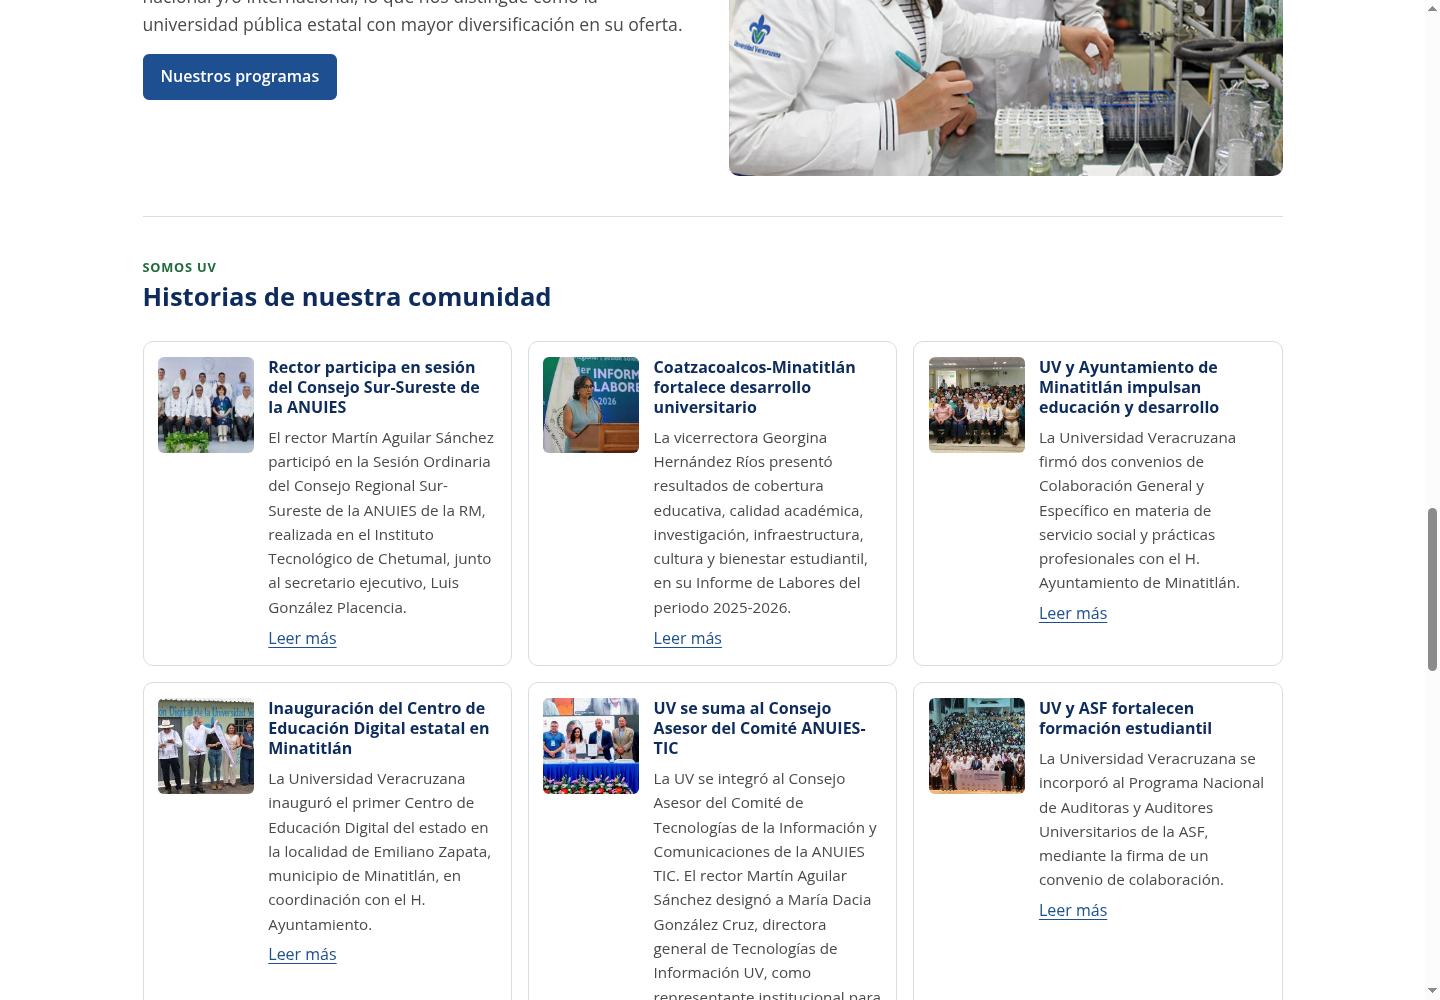 universidad pública estatal con mayor diversificación en su oferta.
Nuestros programas
Universidad Veracruzana
SOMOS UV
Historias de nuestra comunidad
Rector participa en sesión
del Consejo Sur-Sureste de
la ANUIES
El rector Martín Aguilar Sánchez
participó en la Sesión Ordinaria
del Consejo Regional Sur-
Sureste de la ANUIES de la RM,
realizada en el Instituto
Tecnológico de Chetumal, junto
al secretario ejecutivo, Luis
González Placencia.
Leer más
INFORM
LABORE
-2026
Coatzacoalcos-Minatitlán
fortalece desarrollo
universitario
La vicerrectora Georgina
Hernández Ríos presentó
resultados de cobertura
educativa, calidad académica,
investigación, infraestructura,
cultura y bienestar estudiantil,
en su Informe de Labores del
periodo 2025-2026.
Leer más
UV y Ayuntamiento de
Minatitlán impulsan
educación y desarrollo
La Universidad Veracruzana
firmó dos convenios de
Colaboración General y
Específico en materia de
servicio social y prácticas
profesionales con el H.
Ayuntamiento de Minatitlán.
Leer más
Inauguración del Centro de
Educación Digital estatal en
Minatitlán
La Universidad Veracruzana
inauguró el primer Centro de
Educación Digital del estado en
la localidad de Emiliano Zapata,
municipio de Minatitlán, en
coordinación con el H.
Ayuntamiento.
Leer más
UV se suma al Consejo
Asesor del Comité ANUIES-
TIC
La UV se integró al Consejo
Asesor del Comité de
Tecnologías de la Información y
Comunicaciones de la ANUIES
TIC. El rector Martín Aguilar
Sánchez designó a María Dacia
González Cruz, directora
general de Tecnologías de
Información UV, como
representante institucional para
UV y ASF fortalecen
formación estudiantil
La Universidad Veracruzana se
incorporó al Programa Nacional
de Auditoras y Auditores
Universitarios de la ASF,
mediante la firma de un
convenio de colaboración.
Leer más